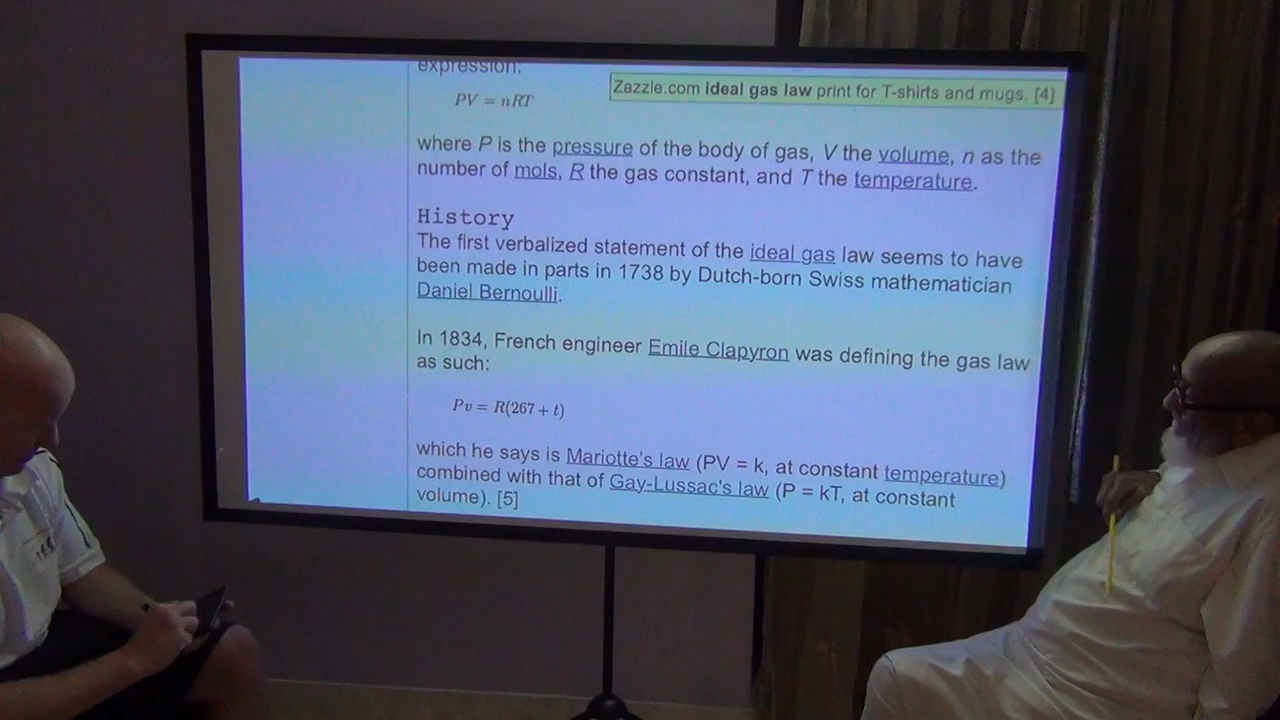 expression:
Zazzle.com ideal gas law print for T-shirts and mugs. [4]
PV = nRT
where P is the pressure of the body of gas, V the volume, n as the
number of mols, R the gas constant, and T the temperature.
History
The first verbalized statement of the ideal gas law seems to have
been made in parts in 1738 by Dutch-born Swiss mathematician
Daniel Bernoulli.
In 1834, French engineer Emile Clapyron was defining the gas law
as such:
Pv = R(267 + t)
which he says is Mariotte's law (PV = k, at constant temperature)
combined with that of Gay-Lussac's law (P = kT, at constant
volume). [5]